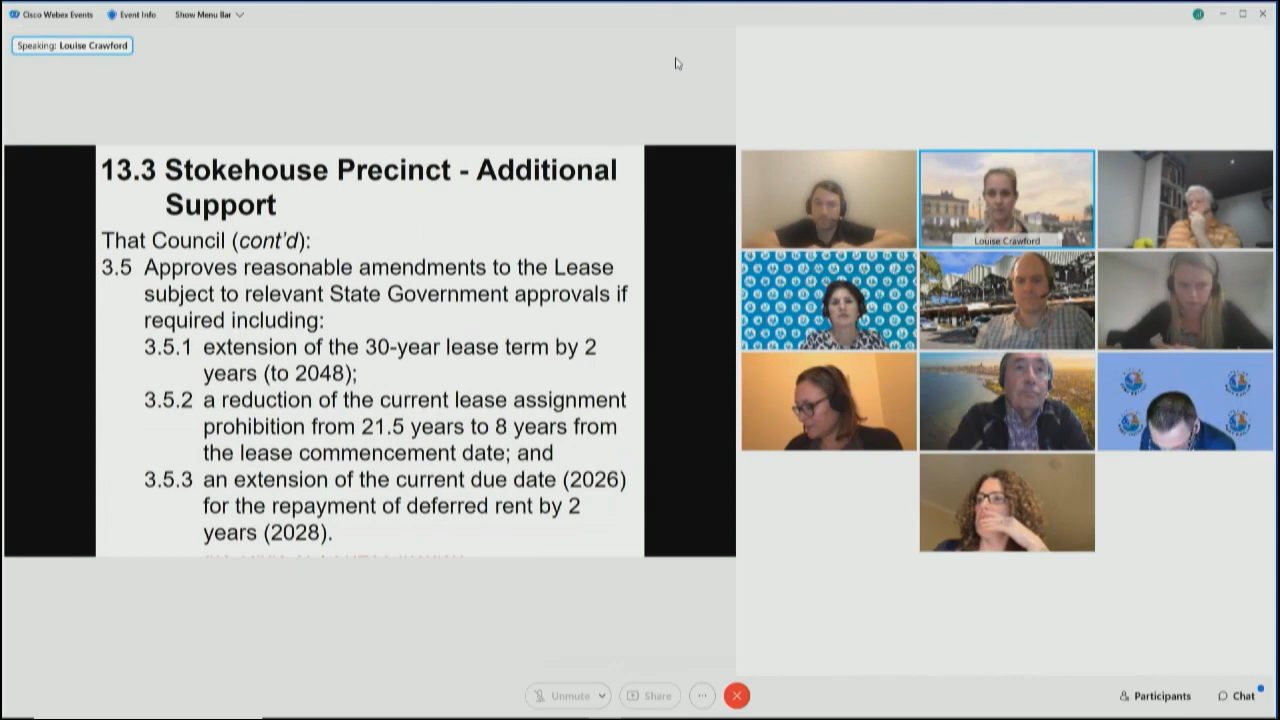 Cisco Webex Events
Event Info
Show Menu Bar
Speaking: Louise Crawford
13.3 Stokehouse Precinct - Additional
Support
That Council (cont'd):
3.5 Approves reasonable amendments to the Lease
subject to relevant State Government approvals if
required including:
3.5.1 extension of the 30-year lease term by 2
years (to 2048);
3.5.2 a reduction of the current lease assignment
prohibition from 21.5 years to 8 years from
the lease commencement date; and
3.5.3 an extension of the current due date (2026)
for the repayment of deferred rent by 2
years (2028).
Louise Crawford
Unmute
Share
Participants
Chat